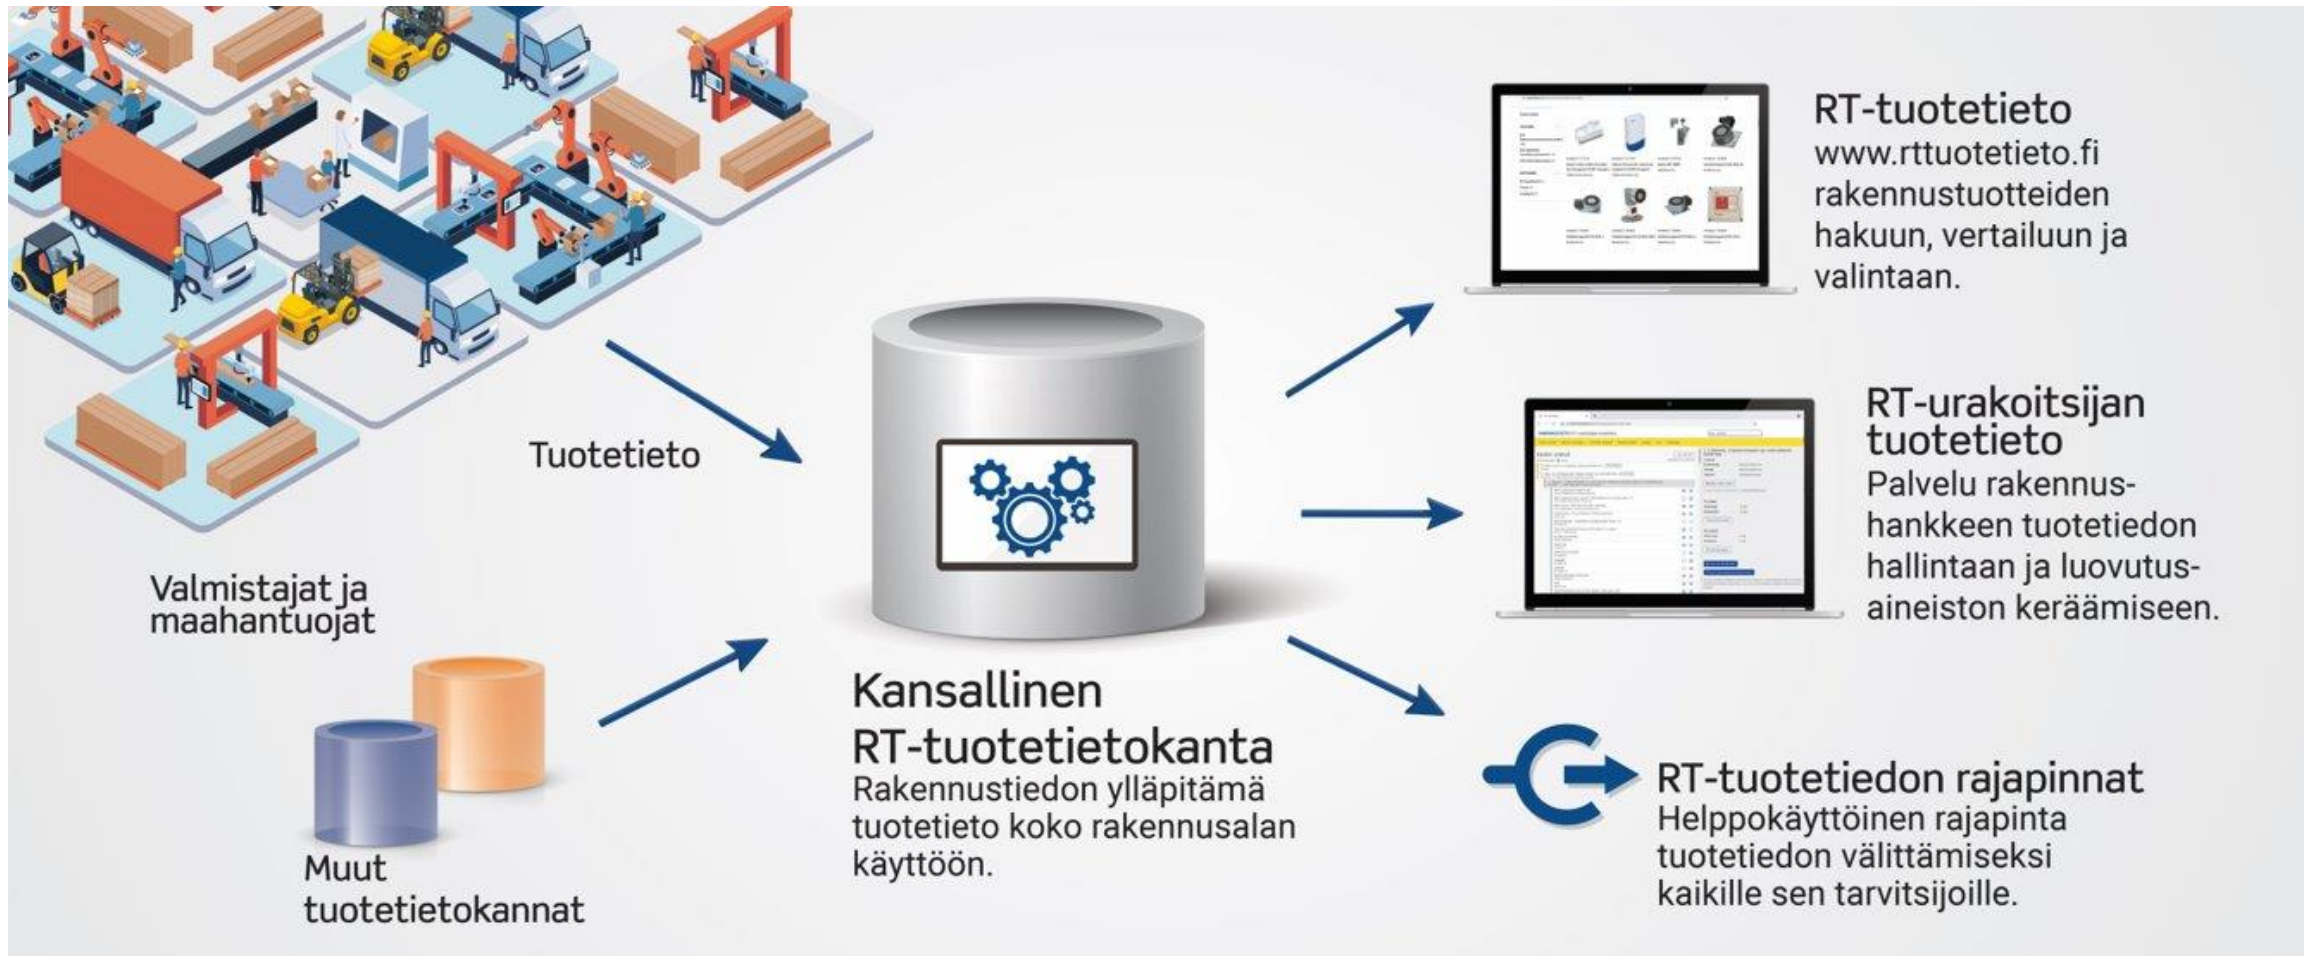 Tuotetieto
Valmistajat ja
maahantuojat
Muut
tuotetietokannat
Kansallinen
RT-tuotetietokanta
Rakennustiedon ylläpitämä
tuotetieto koko rakennusalan
käyttöön.
RT-tuotetieto
www.rttuotetieto.fi
rakennustuotteiden
hakuun, vertailuun ja
valintaan.
RT-urakoitsijan
tuotetieto
Palvelu rakennus-
hankkeen tuotetiedon
hallintaan ja luovutus-
aineiston keräämiseen.
RT-tuotetiedon rajapinnat
Helppokäyttöinen rajapinta
tuotetiedon välittämiseksi
kaikille sen tarvitsijoille.